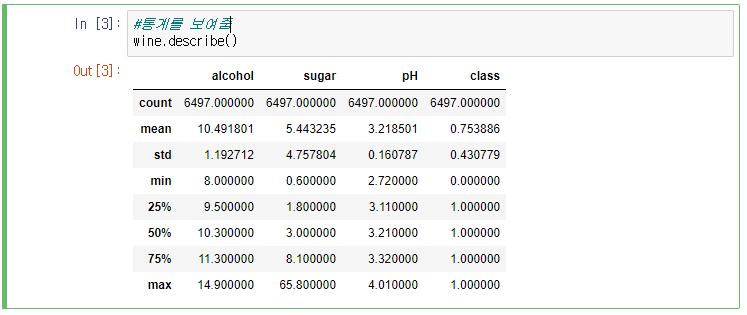 In [3]: #통계를 보여줌
wine.describe()
Out[3]:
alcohol sugar pH class
count 6497.000000 6497.000000 6497.000000 6497.000000
mean 10.491801 5.443235 3.218501 0.753886
std 1.192712 4.757804 0.160787 0.430779
min 8.000000 0.600000 2.720000 0.000000
25% 9.500000 1.800000 3.110000 1.000000
50% 10.300000 3.000000 3.210000 1.000000
75% 11.300000 8.100000 3.320000 1.000000
max 14.900000 65.800000 4.010000 1.000000